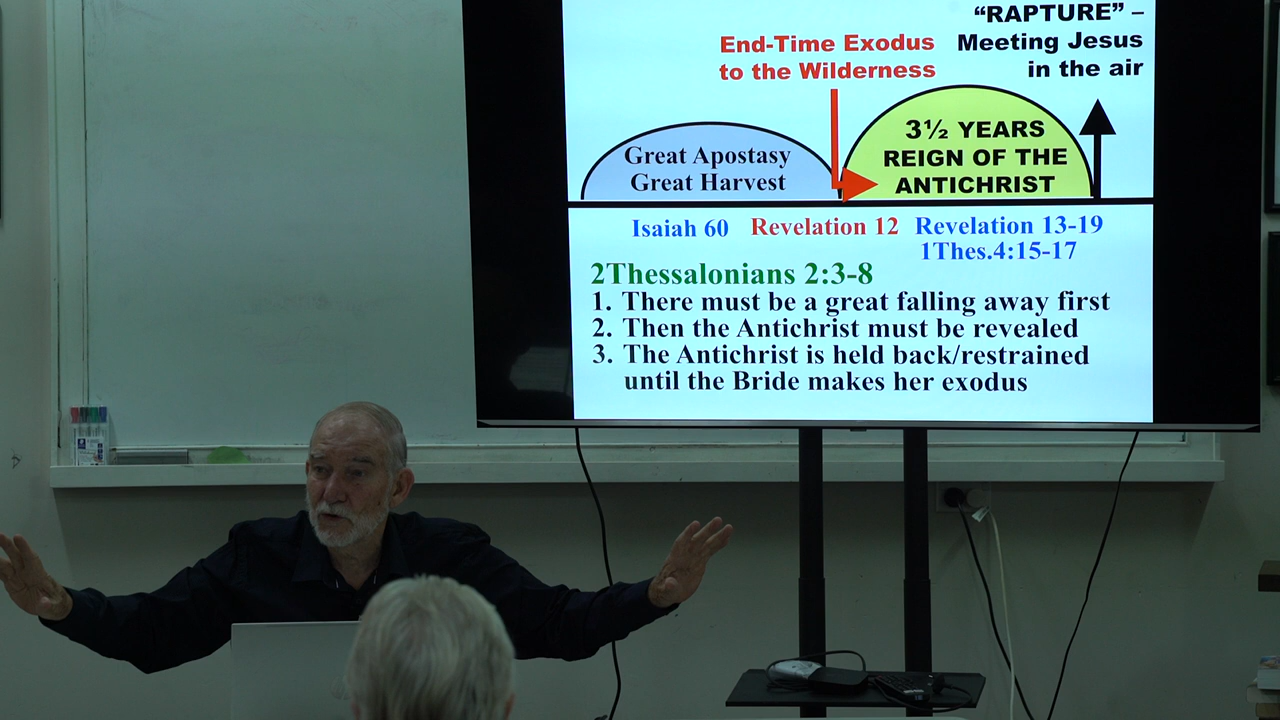 “RAPTURE” –
Meeting Jesus
in the air
End-Time Exodus
to the Wilderness
Great Apostasy
Great Harvest
3½ YEARS
REIGN OF THE
ANTICHRIST
Isaiah 60 Revelation 12 Revelation 13-19
1Thes.4:15-17
2Thessalonians 2:3-8
1. There must be a great falling away first
2. Then the Antichrist must be revealed
3. The Antichrist is held back/restrained
until the Bride makes her exodus